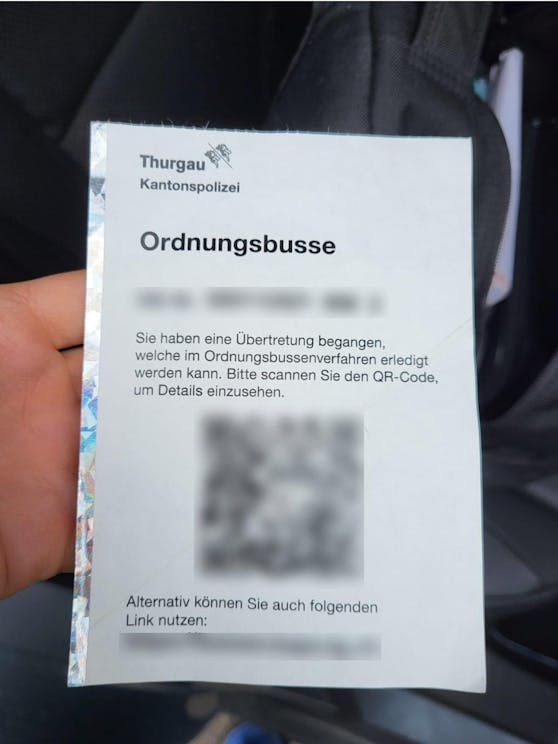 Thurgau
Kantonspolizei
Ordnungsbusse
Sie haben eine Übertretung begangen,
welche im Ordnungsbussenverfahren erledigt
werden kann. Bitte scannen Sie den QR-Code,
um Details einzusehen.
Alternativ können Sie auch folgenden
Link nutzen: